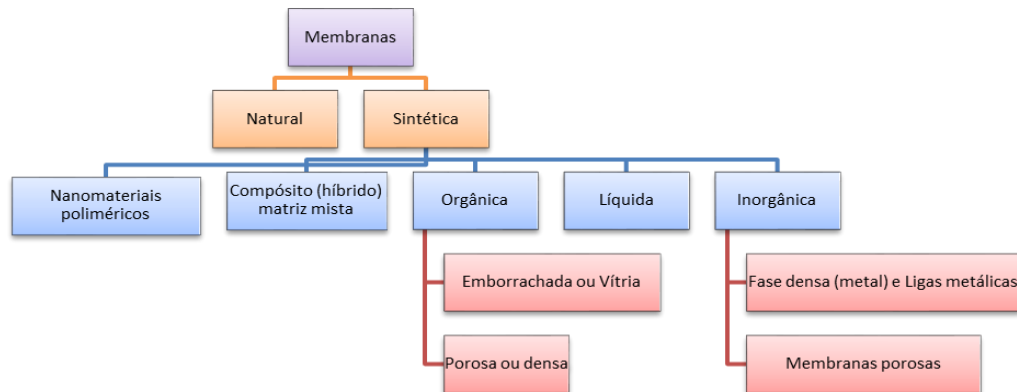 Membranas
Natural
Sintética
Nanomateriais
poliméricos
Compósito (híbrido)
matriz mista
Orgânica
Líquida
Inorgânica
Emborrachada ou Vítria
Fase densa (metal) e Ligas metálicas
Porosa ou densa
Membranas porosas